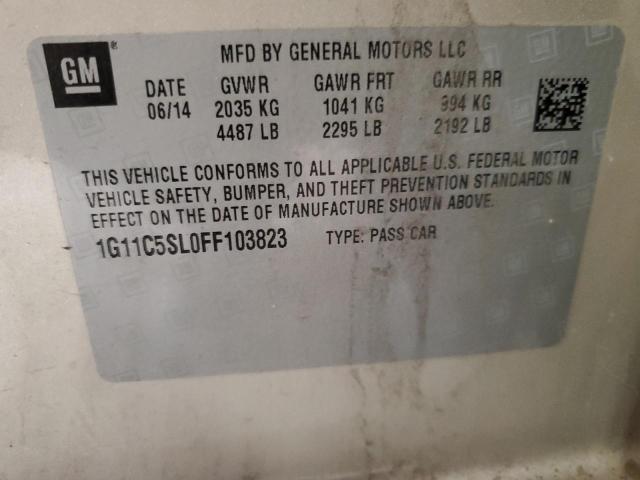 GM
MFD BY GENERAL MOTORS LLC
DATE GVWR GAWR FRT GAWR RR
06/14 2035 KG 1041 KG 994 KG
4487 LB 2295 LB 2192 LB
THIS VEHICLE CONFORMS TO ALL APPLICABLE U.S. FEDERAL MOTOR
VEHICLE SAFETY, BUMPER, AND THEFT PREVENTION STANDARDS IN
EFFECT ON THE DATE OF MANUFACTURE SHOWN ABOVE.
1G11C5SL0FF103823 TYPE: PASS CAR